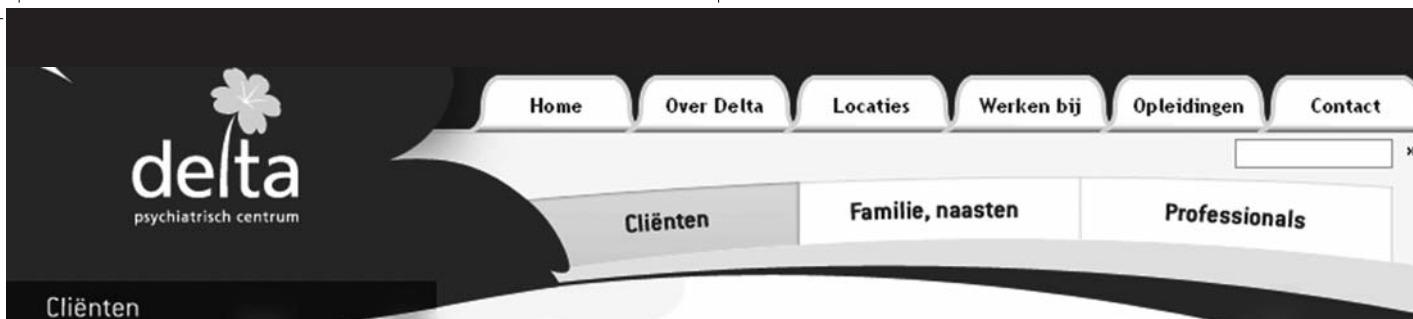 Home Over Delta Locaties Werken bij Opleidingen Contact
delta
psychiatrisch centrum
Cliënten Familie, naasten Professionals
Cliënten